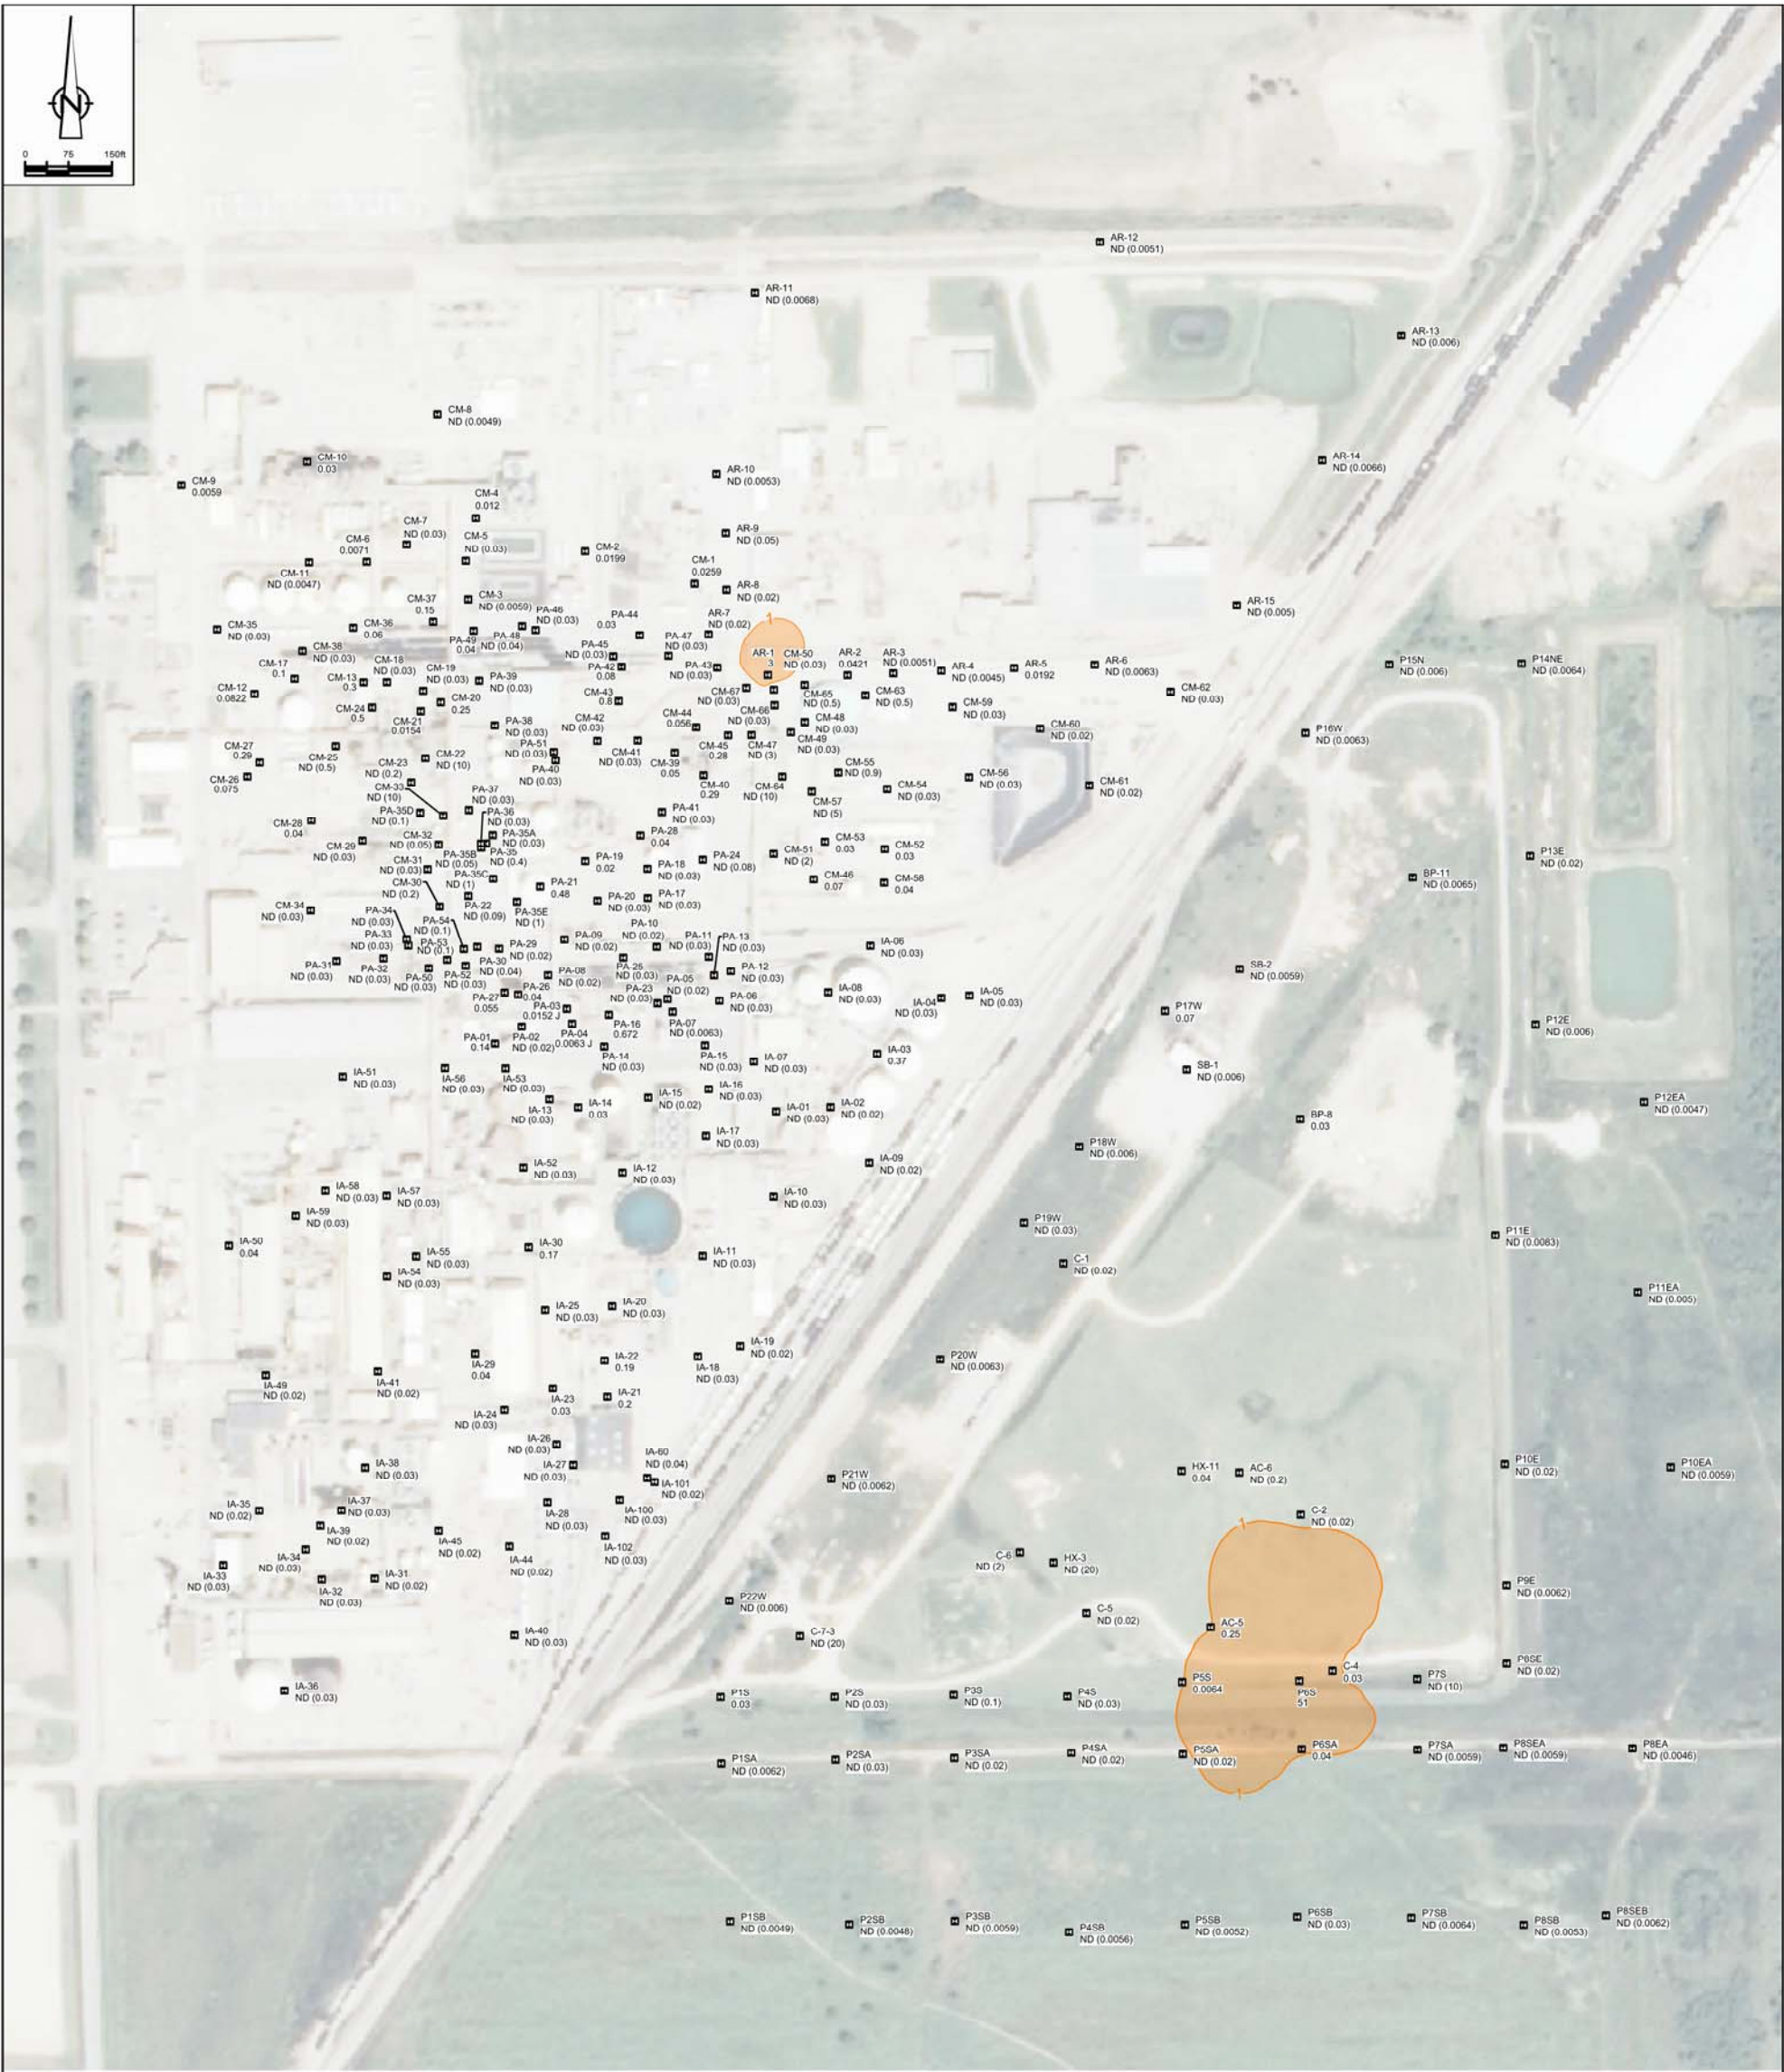 N
0 75 150ft
AR-12
ND (0.0051)
AR-11
ND (0.0068)
AR-13
ND (0.006)
CM-8
ND (0.0049)
CM-10
0.03
CM-9
0.0059
AR-10
ND (0.0053)
AR-14
ND (0.0066)
CM-4
0.012
CM-7
ND (0.03)
CM-5
ND (0.03)
CM-6
0.0071
CM-11
ND (0.0047)
CM-2
0.0199
AR-9
ND (0.05)
CM-1
0.0259
AR-8
ND (0.02)
CM-3
ND (0.0059)
CM-37
0.15
PA-46
ND (0.03)
PA-44
0.03
AR-7
ND (0.02)
AR-15
ND (0.005)
1
CM-35
ND (0.03)
CM-36
0.06
CM-38
ND (0.03)
PA-49
0.04
PA-48
ND (0.04)
PA-45
ND (0.03)
PA-47
ND (0.03)
AR-1
3
CM-50
ND (0.03)
AR-2
0.0421
AR-3
ND (0.0051)
AR-4
ND (0.0045)
AR-5
0.0192
AR-6
ND (0.0063)
P15N
ND (0.006)
P14NE
ND (0.0064)
CM-17
0.1
CM-18
ND (0.03)
CM-13
0.3
CM-19
ND (0.03)
PA-39
ND (0.03)
PA-42
0.08
PA-43
ND (0.03)
CM-12
0.0822
CM-20
0.25
CM-43
0.8
CM-67
ND (0.03)
CM-65
ND (0.5)
CM-63
ND (0.5)
CM-62
ND (0.03)
CM-24
0.5
CM-21
0.0154
CM-66
ND (0.03)
CM-59
ND (0.03)
PA-38
ND (0.03)
CM-42
ND (0.03)
CM-44
0.056
CM-48
ND (0.03)
CM-60
ND (0.02)
P16W
ND (0.0063)
CM-49
ND (0.03)
CM-27
0.29
CM-25
ND (0.5)
CM-22
ND (10)
PA-51
ND (0.03)
CM-41
ND (0.03)
CM-39
0.05
CM-45
0.28
CM-47
ND (3)
CM-26
0.075
CM-23
ND (0.2)
PA-40
ND (0.03)
CM-40
0.29
CM-64
ND (10)
CM-55
ND (0.9)
CM-54
ND (0.03)
CM-56
ND (0.03)
CM-61
ND (0.02)
CM-33
ND (10)
PA-37
ND (0.03)
CM-57
ND (5)
PA-35D
ND (0.1)
PA-36
ND (0.03)
PA-41
ND (0.03)
CM-28
0.04
PA-35A
ND (0.03)
PA-28
0.04
CM-29
ND (0.03)
CM-32
ND (0.05)
PA-35B
ND (0.05)
PA-35
ND (0.4)
CM-53
0.03
CM-52
0.03
CM-51
ND (2)
CM-31
ND (0.03)
PA-19
0.02
PA-18
ND (0.03)
PA-24
ND (0.08)
P13E
ND (0.02)
CM-30
ND (0.2)
PA-35C
ND (1)
PA-21
0.48
CM-46
0.07
CM-58
0.04
BP-11
ND (0.0065)
CM-34
ND (0.03)
PA-34
ND (0.03)
PA-22
ND (0.09)
PA-35E
ND (1)
PA-20
ND (0.03)
PA-17
ND (0.03)
PA-54
ND (0.1)
PA-33
ND (0.03)
PA-53
ND (0.1)
PA-10
ND (0.02)
PA-11
ND (0.03)
PA-13
ND (0.03)
PA-29
ND (0.02)
PA-09
ND (0.02)
IA-06
ND (0.03)
PA-31
ND (0.03)
PA-32
ND (0.03)
PA-50
ND (0.03)
PA-52
ND (0.03)
PA-30
ND (0.04)
PA-08
ND (0.02)
PA-25
ND (0.03)
PA-12
ND (0.03)
SB-2
ND (0.0059)
PA-05
ND (0.02)
PA-27
0.055
PA-26
0.04
PA-23
ND (0.03)
PA-06
ND (0.03)
IA-08
ND (0.03)
IA-04
ND (0.03)
IA-05
ND (0.03)
PA-03
0.0152 J
P17W
0.07
PA-16
0.672
PA-07
ND (0.0063)
P12E
ND (0.006)
PA-01
0.14
PA-02
ND (0.02)
PA-04
0.0063 J
PA-14
ND (0.03)
PA-15
ND (0.03)
IA-07
ND (0.03)
IA-03
0.37
SB-1
ND (0.006)
IA-51
ND (0.03)
IA-56
ND (0.03)
IA-53
ND (0.03)
IA-13
ND (0.03)
IA-14
0.03
IA-15
ND (0.02)
IA-16
ND (0.03)
IA-01
ND (0.03)
IA-02
ND (0.02)
P12EA
ND (0.0047)
BP-8
0.03
IA-17
ND (0.03)
P18W
ND (0.006)
IA-52
ND (0.03)
IA-12
ND (0.03)
IA-09
ND (0.02)
IA-58
ND (0.03)
IA-57
ND (0.03)
IA-10
ND (0.03)
IA-59
ND (0.03)
P19W
ND (0.03)
P11E
ND (0.0083)
IA-50
0.04
IA-30
0.17
IA-55
ND (0.03)
IA-11
ND (0.03)
C-1
ND (0.02)
IA-54
ND (0.03)
P11EA
ND (0.005)
IA-25
ND (0.03)
IA-20
ND (0.03)
IA-19
ND (0.02)
IA-29
0.04
IA-22
0.19
IA-18
ND (0.03)
P20W
ND (0.0063)
IA-49
ND (0.02)
IA-41
ND (0.02)
IA-23
0.03
IA-21
0.2
IA-24
ND (0.03)
IA-26
ND (0.03)
IA-60
ND (0.04)
IA-38
ND (0.03)
IA-27
ND (0.03)
IA-101
ND (0.02)
P21W
ND (0.0062)
HX-11
0.04
AC-6
ND (0.2)
P10E
ND (0.02)
P10EA
ND (0.0059)
IA-35
ND (0.02)
IA-37
ND (0.03)
IA-28
ND (0.03)
IA-100
ND (0.03)
C-2
ND (0.02)
1
IA-39
ND (0.02)
IA-45
ND (0.02)
IA-102
ND (0.03)
IA-34
ND (0.03)
IA-44
ND (0.02)
C-6
ND (2)
HX-3
ND (20)
IA-33
ND (0.03)
IA-32
ND (0.03)
IA-31
ND (0.02)
P9E
ND (0.0062)
P22W
ND (0.006)
C-5
ND (0.02)
AC-5
0.25
IA-40
ND (0.03)
C-7-3
ND (20)
P8SE
ND (0.02)
C-4
0.03
IA-36
ND (0.03)
P1S
0.03
P2S
ND (0.03)
P3S
ND (0.1)
P4S
ND (0.03)
P5S
0.0064
P6S
51
P7S
ND (10)
P1SA
ND (0.0062)
P2SA
ND (0.03)
P3SA
ND (0.02)
P4SA
ND (0.02)
P5SA
ND (0.02)
P6SA
0.04
P7SA
ND (0.0059)
P8SEA
ND (0.0059)
P8EA
ND (0.0046)
1
P1SB
ND (0.0049)
P2SB
ND (0.0048)
P3SB
ND (0.0059)
P4SB
ND (0.0056)
P5SB
ND (0.0052)
P6SB
ND (0.03)
P7SB
ND (0.0064)
P8SB
ND (0.0053)
P8SEB
ND (0.0062)